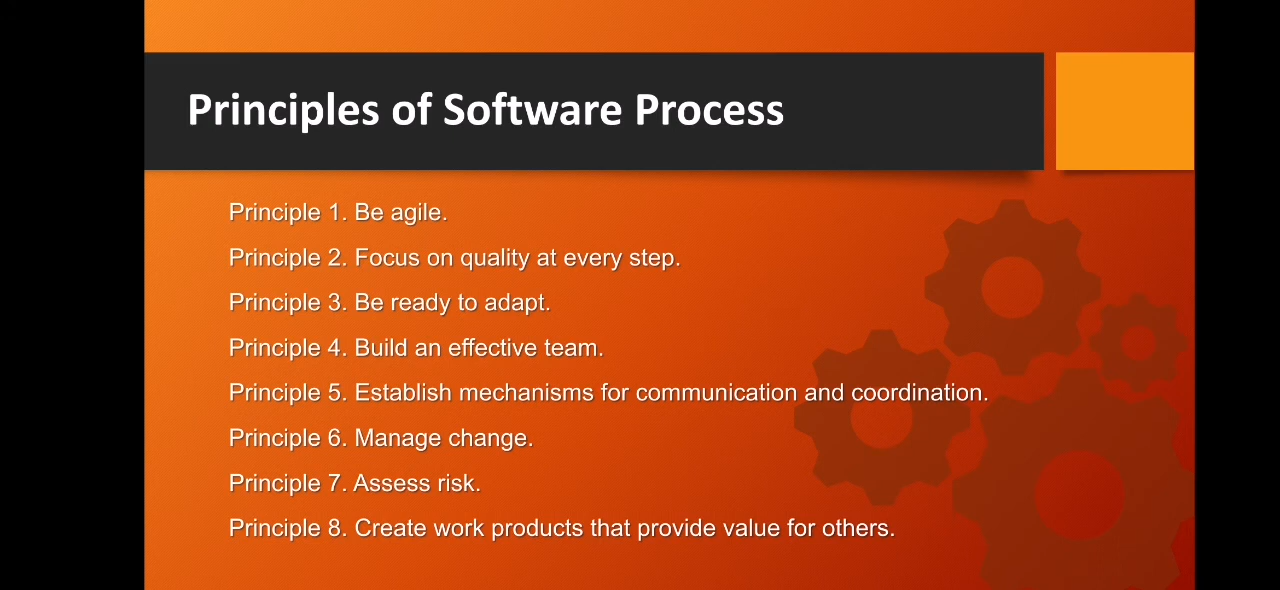 Principles of Software Process
Principle 1. Be agile.
Principle 2. Focus on quality at every step.
Principle 3. Be ready to adapt.
Principle 4. Build an effective team.
Principle 5. Establish mechanisms for communication and coordination.
Principle 6. Manage change.
Principle 7. Assess risk.
Principle 8. Create work products that provide value for others.